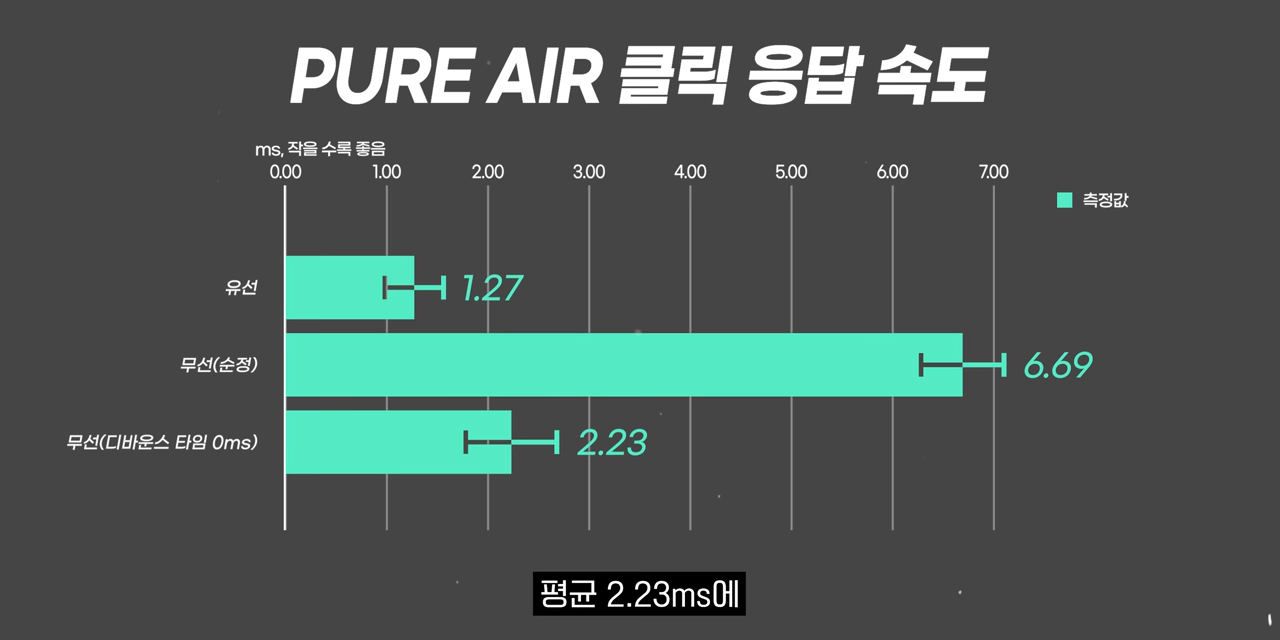 PURE AIR 클릭 응답 속도
ms, 작을 수록 좋음
0.00 1.00 2.00 3.00 4.00 5.00 6.00 7.00
측정값
유선 1.27
무선(순정) 6.69
무선(디바운스 타임 0ms) 2.23
평균 2.23ms에